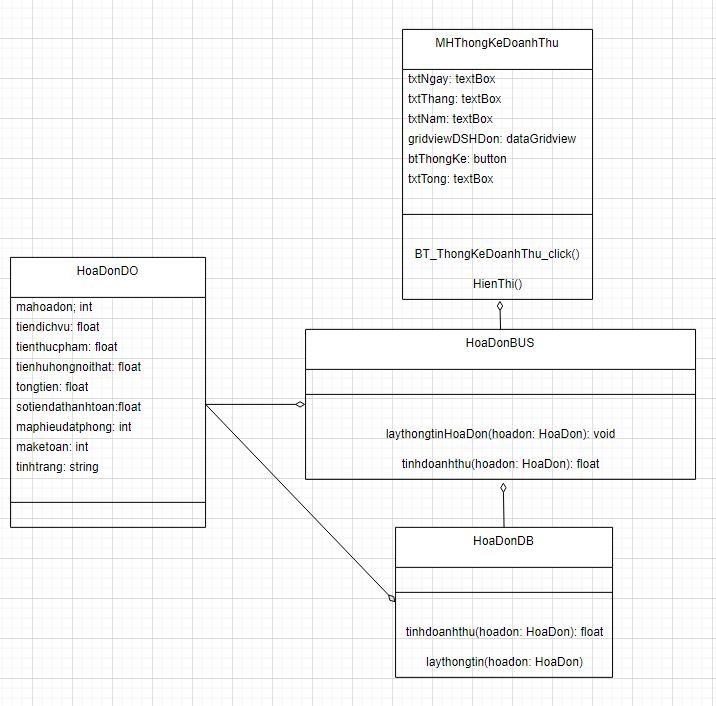 MHThongKeDoanhThu
txtNgay: textBox
txtThang: textBox
txtNam: textBox
gridviewDSHDon: dataGridview
btThongKe: button
txtTong: textBox
BT_ThongKeDoanhThu_click()
HienThi()
HoaDonDO
mahoadon; int
tiendichvu: float
tienthucpham: float
tienhuhongnoithat: float
tongtien: float
sotiendathanhtoan:float
maphieudatphong: int
maketoan: int
tinhtrang: string
HoaDonBUS
laythongtinHoaDon(hoadon: HoaDon): void
tinhdoanhthu(hoadon: HoaDon): float
HoaDonDB
tinhdoanhthu(hoadon: HoaDon): float
laythongtin(hoadon: HoaDon)